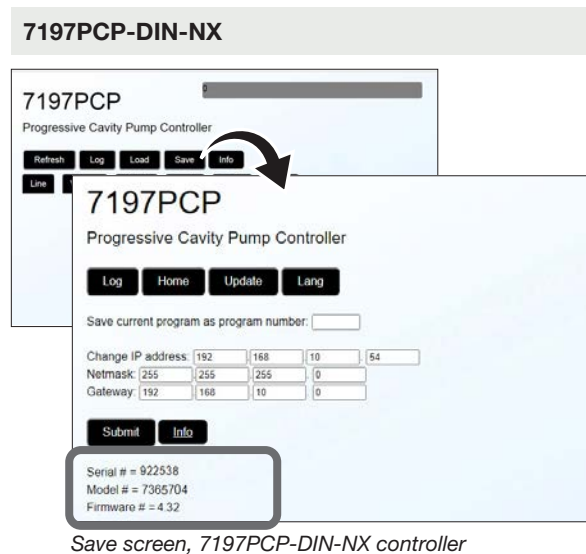 7197PCP-DIN-NX
0
7197PCP
Progressive Cavity Pump Controller
Refresh Log Load Save Info
Line
7197PCP
Progressive Cavity Pump Controller
Log Home Update Lang
Save current program as program number:
Change IP address: 192 . 168 . 10 . 54
Netmask: 255 . 255 . 255 . 0
Gateway: 192 . 168 . 10 . 0
Submit Info
Serial # = 922538
Model # = 7365704
Firmware # = 4.32
Save screen, 7197PCP-DIN-NX controller